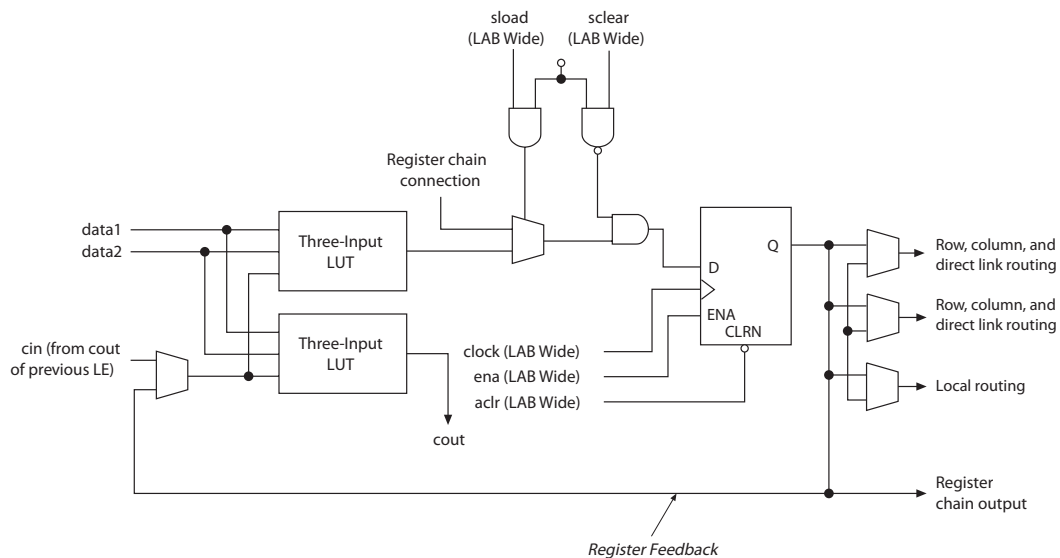 sload
(LAB Wide)
sclear
(LAB Wide)
Register chain
connection
data1
data2
Three-Input
LUT
Three-Input
LUT
cin (from cout
of previous LE)
cout
Q
D
ENA
CLRN
clock (LAB Wide)
ena (LAB Wide)
aclr (LAB Wide)
Row, column, and
direct link routing
Row, column, and
direct link routing
Local routing
Register
chain output
Register Feedback